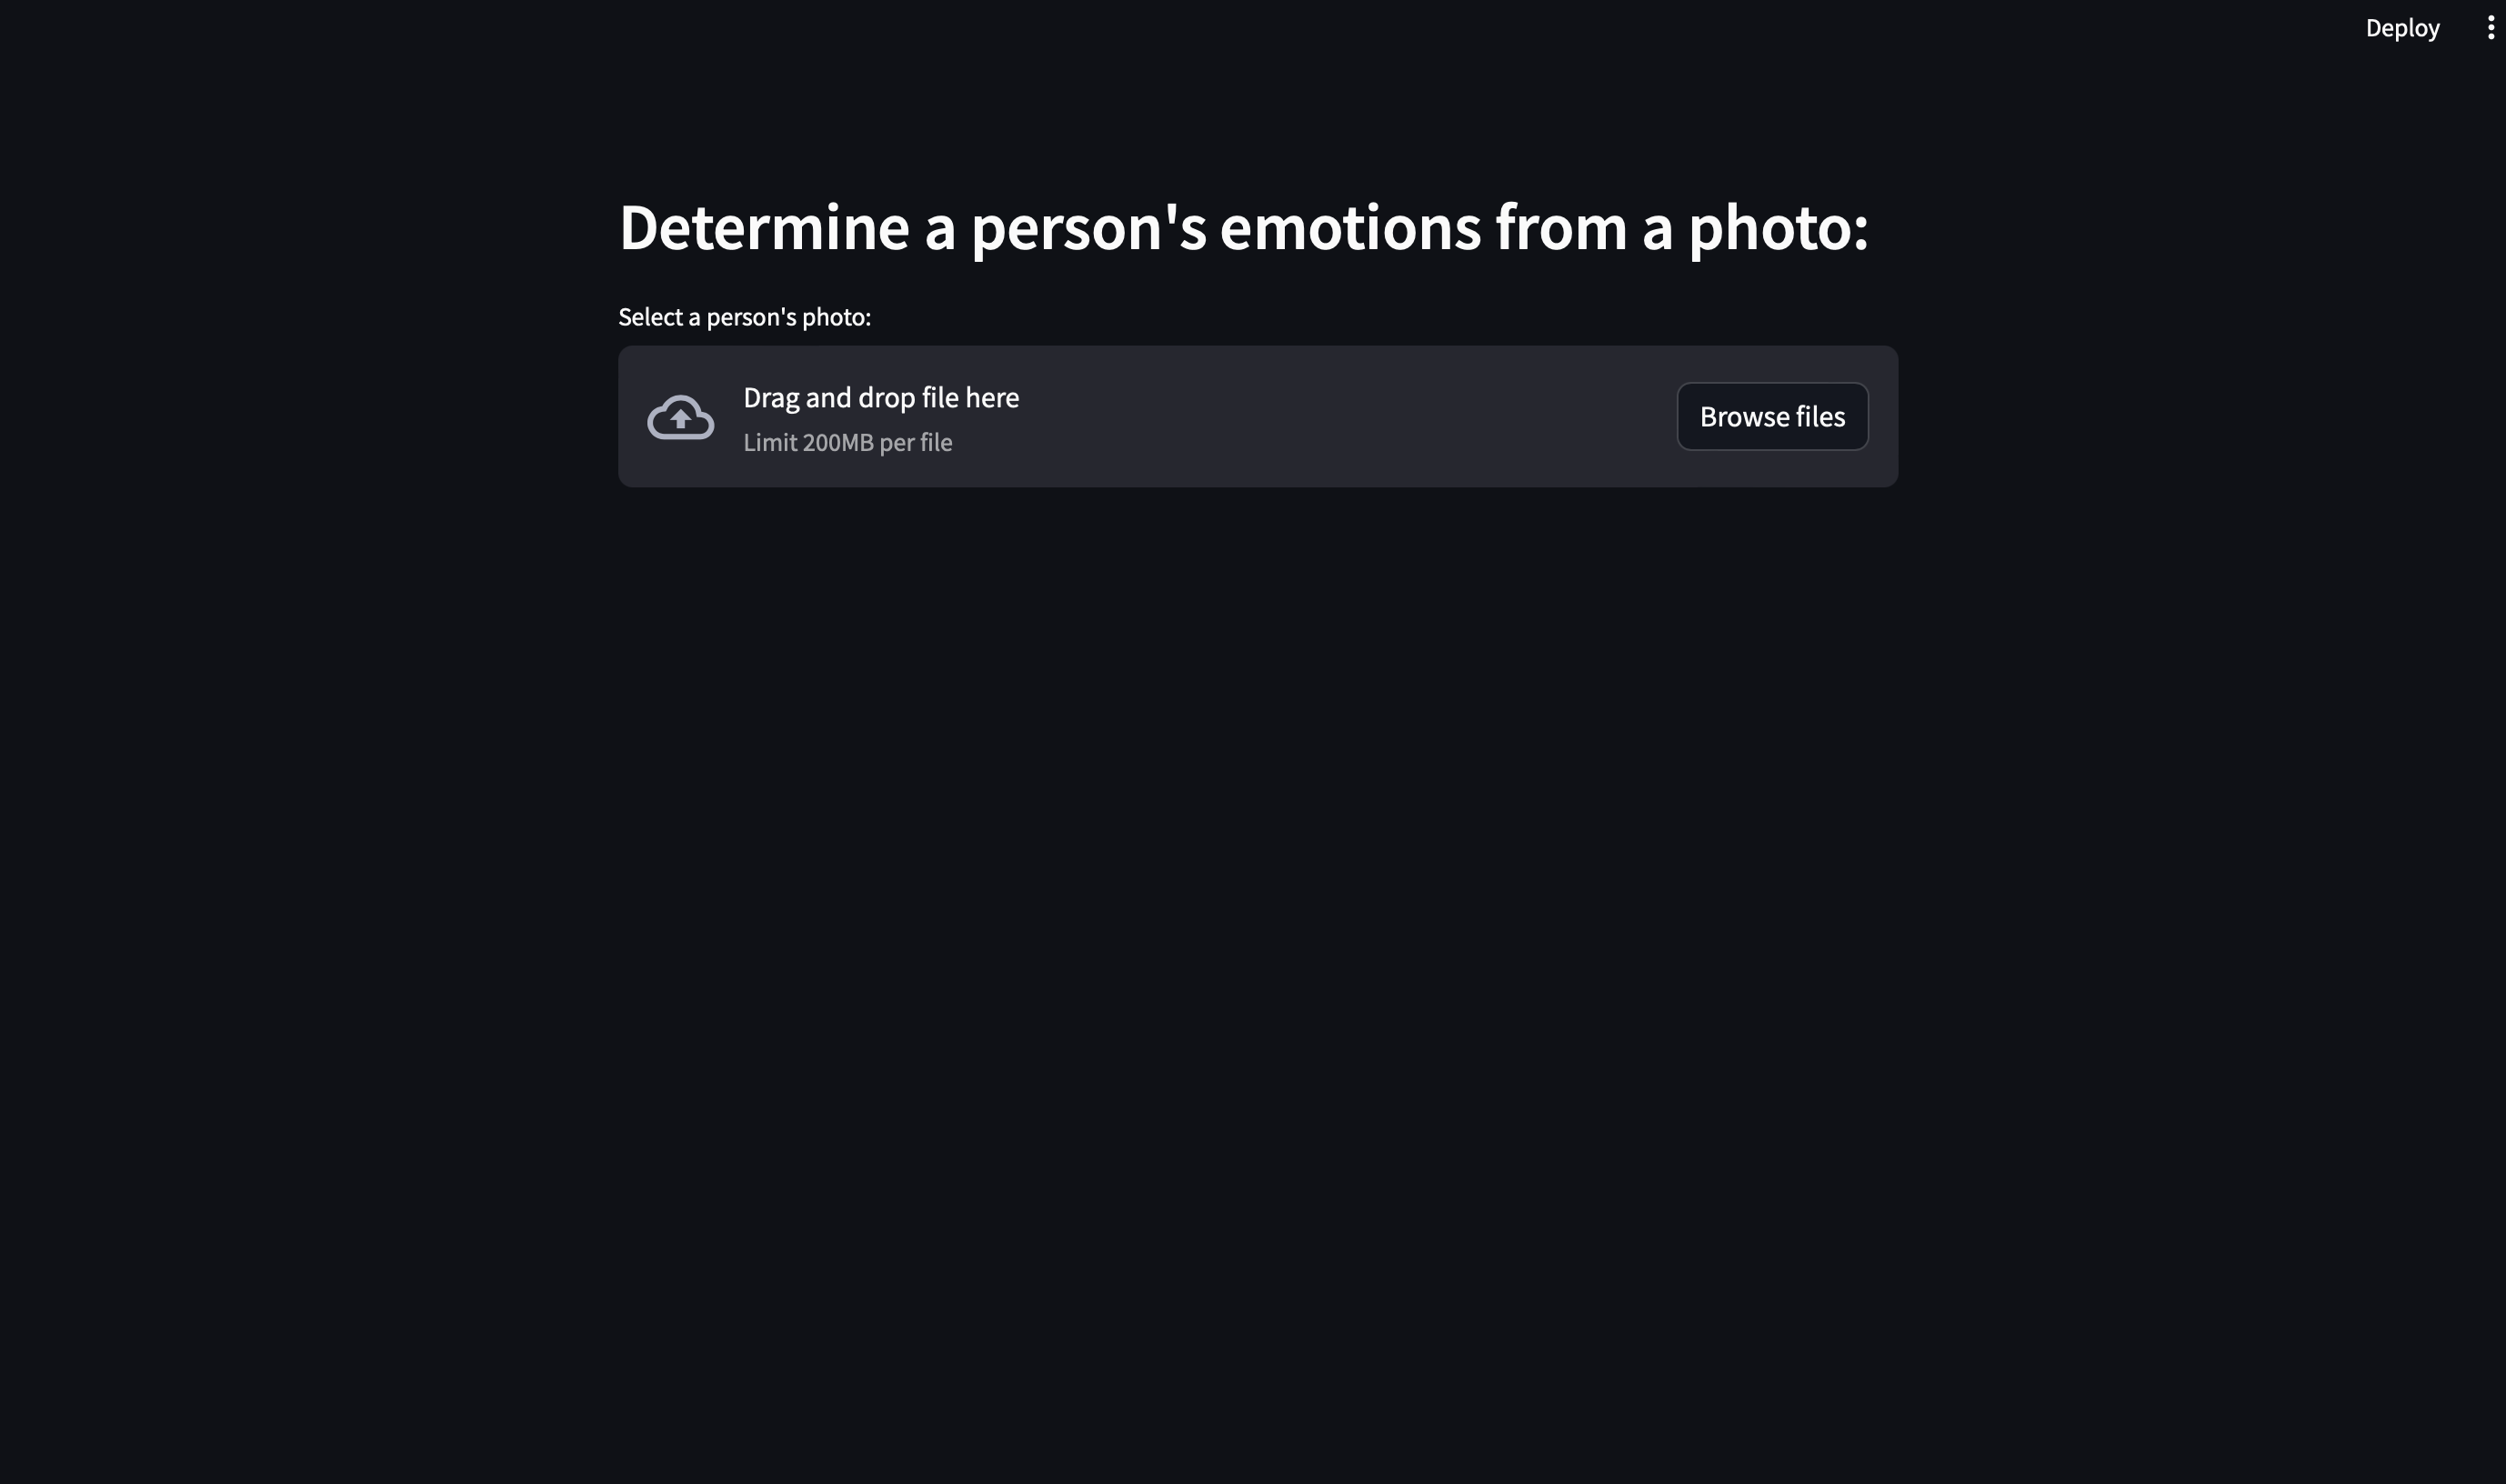 Deploy
Determine a person's emotions from a photo:
Select a person's photo:
Drag and drop file here
Limit 200MB per file
Browse files